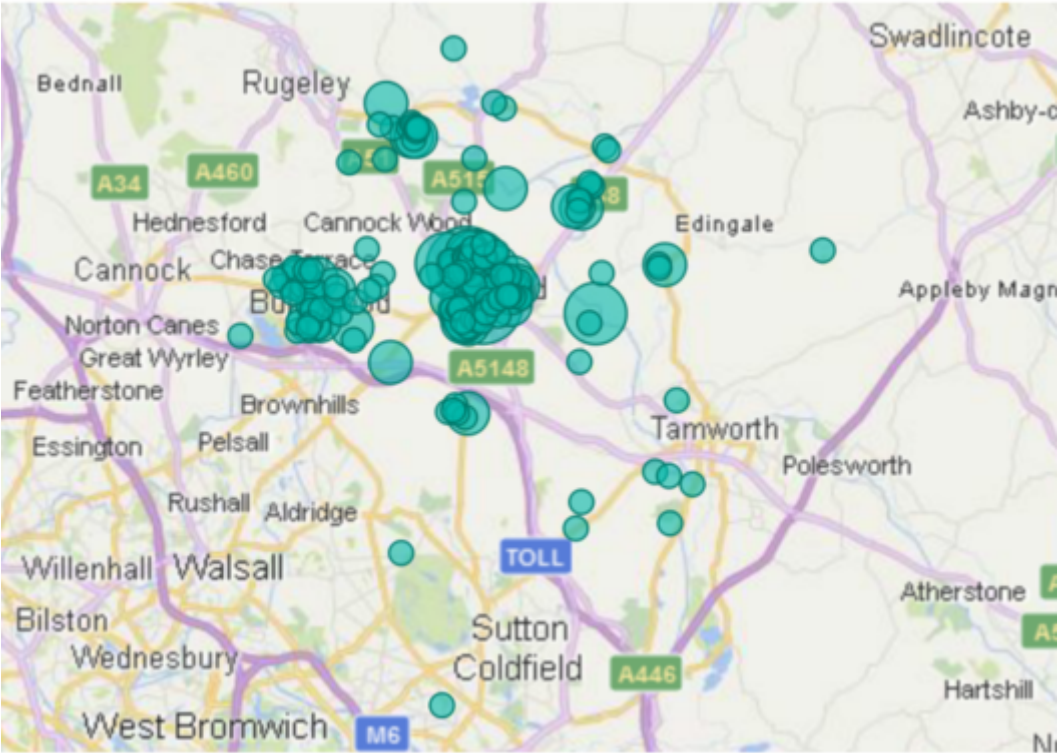 Swadlincote
Bednall
Rugeley
Ashby-d
A51
A34
A460
A515
Hednesford
Cannock Wood
Edingale
Cannock
Chase Terrace
Appleby Magn
Norton Canes
Great Wyrley
A5148
Featherstone
Brownhills
Essington
Pelsall
Tamworth
Polesworth
Rushall
Aldridge
TOLL
Willenhall
Walsall
Atherstone
Bilston
Sutton
Coldfield
Wednesbury
A446
Hartshill
West Bromwich
M6